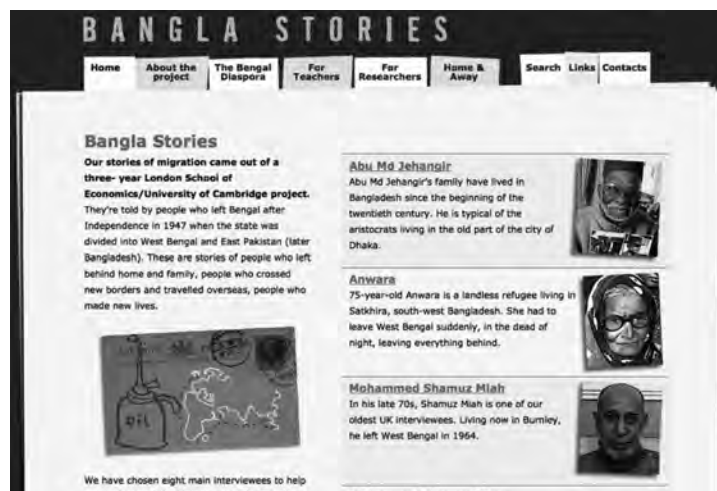 BANGLA STORIES
Home
About the
project
The Bengal
Diaspora
For
Teachers
For
Researchers
Home &
Away
Search
Links
Contacts
Bangla Stories
Our stories of migration came out of a
three- year London School of
Economics/University of Cambridge project.
They're told by people who left Bengal after
Independence in 1947 when the state was
divided into West Bengal and East Pakistan (later
Bangladesh). These are stories of people who left
behind home and family, people who crossed
new borders and travelled overseas, people who
made new lives.
Oil
We have chosen eight main interviewees to help
Abu Md Jehangir
Abu Md Jehangir's family have lived in
Bangladesh since the beginning of the
twentieth century. He is typical of the
aristocrats living in the old part of the city of
Dhaka.
Anwara
75-year-old Anwara is a landless refugee living in
Satkhira, south-west Bangladesh. She had to
leave West Bengal suddenly, in the dead of
night, leaving everything behind.
Mohammed Shamuz Miah
In his late 70s, Shamuz Miah is one of our
oldest UK interviewees. Living now in Burnley,
he left West Bengal in 1964.